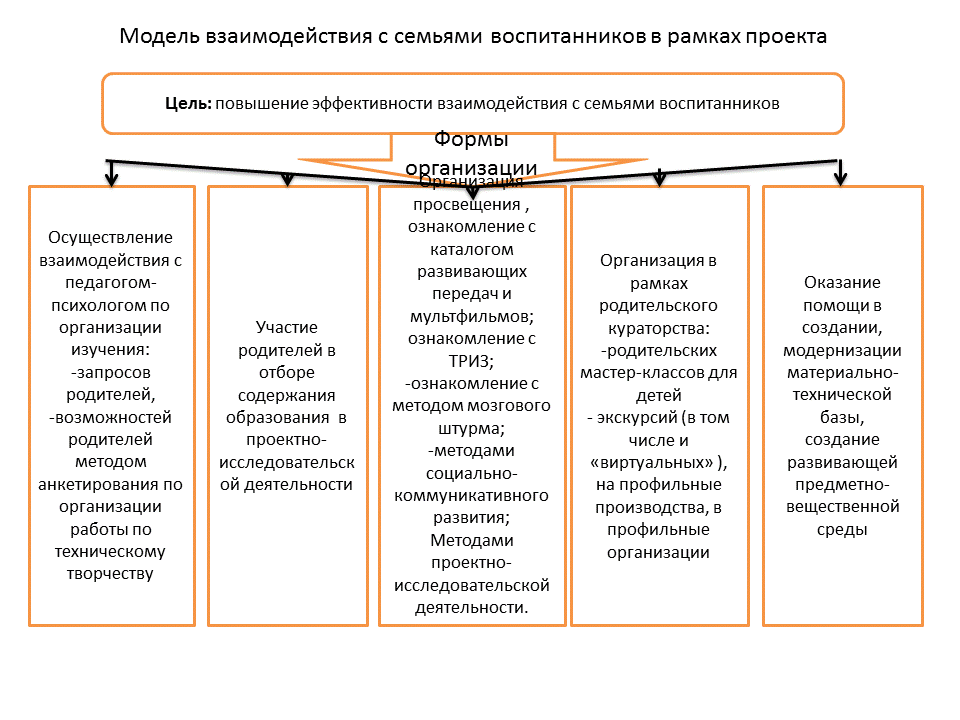 Модель взаимодействия с семьями воспитанников в рамках проекта
Цель: повышение эффективности взаимодействия с семьями воспитанников
Формы
организации
Осуществление
взаимодействия с
педагогом-
психологом по
организации
изучения:
-запросов
родителей,
-возможностей
родителей
методом
анкетирования по
организации
работы по
техническому
творчеству
Участие
родителей в
отборе
содержания
образования в
проектно-
исследовательск
ой деятельности
Организация
просвещения ,
ознакомление с
каталогом
развивающих
передач и
мультфильмов;
ознакомление с
ТРИЗ;
-ознакомление с
методом мозгового
штурма;
-методами
социально-
коммуникативного
развития;
Методами
проектно-
исследовательской
деятельности.
Организация в
рамках
родительского
кураторства:
-родительских
мастер-классов для
детей
- экскурсий (в том
числе и
«виртуальных» ),
на профильные
производства, в
профильные
организации
Оказание
помощи в
создании,
модернизации
материально-
технической
базы,
создание
развивающей
предметно-
вещественной
среды